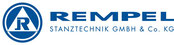 R REMPEL
STANZTECHNIK GMBH & Co. KG